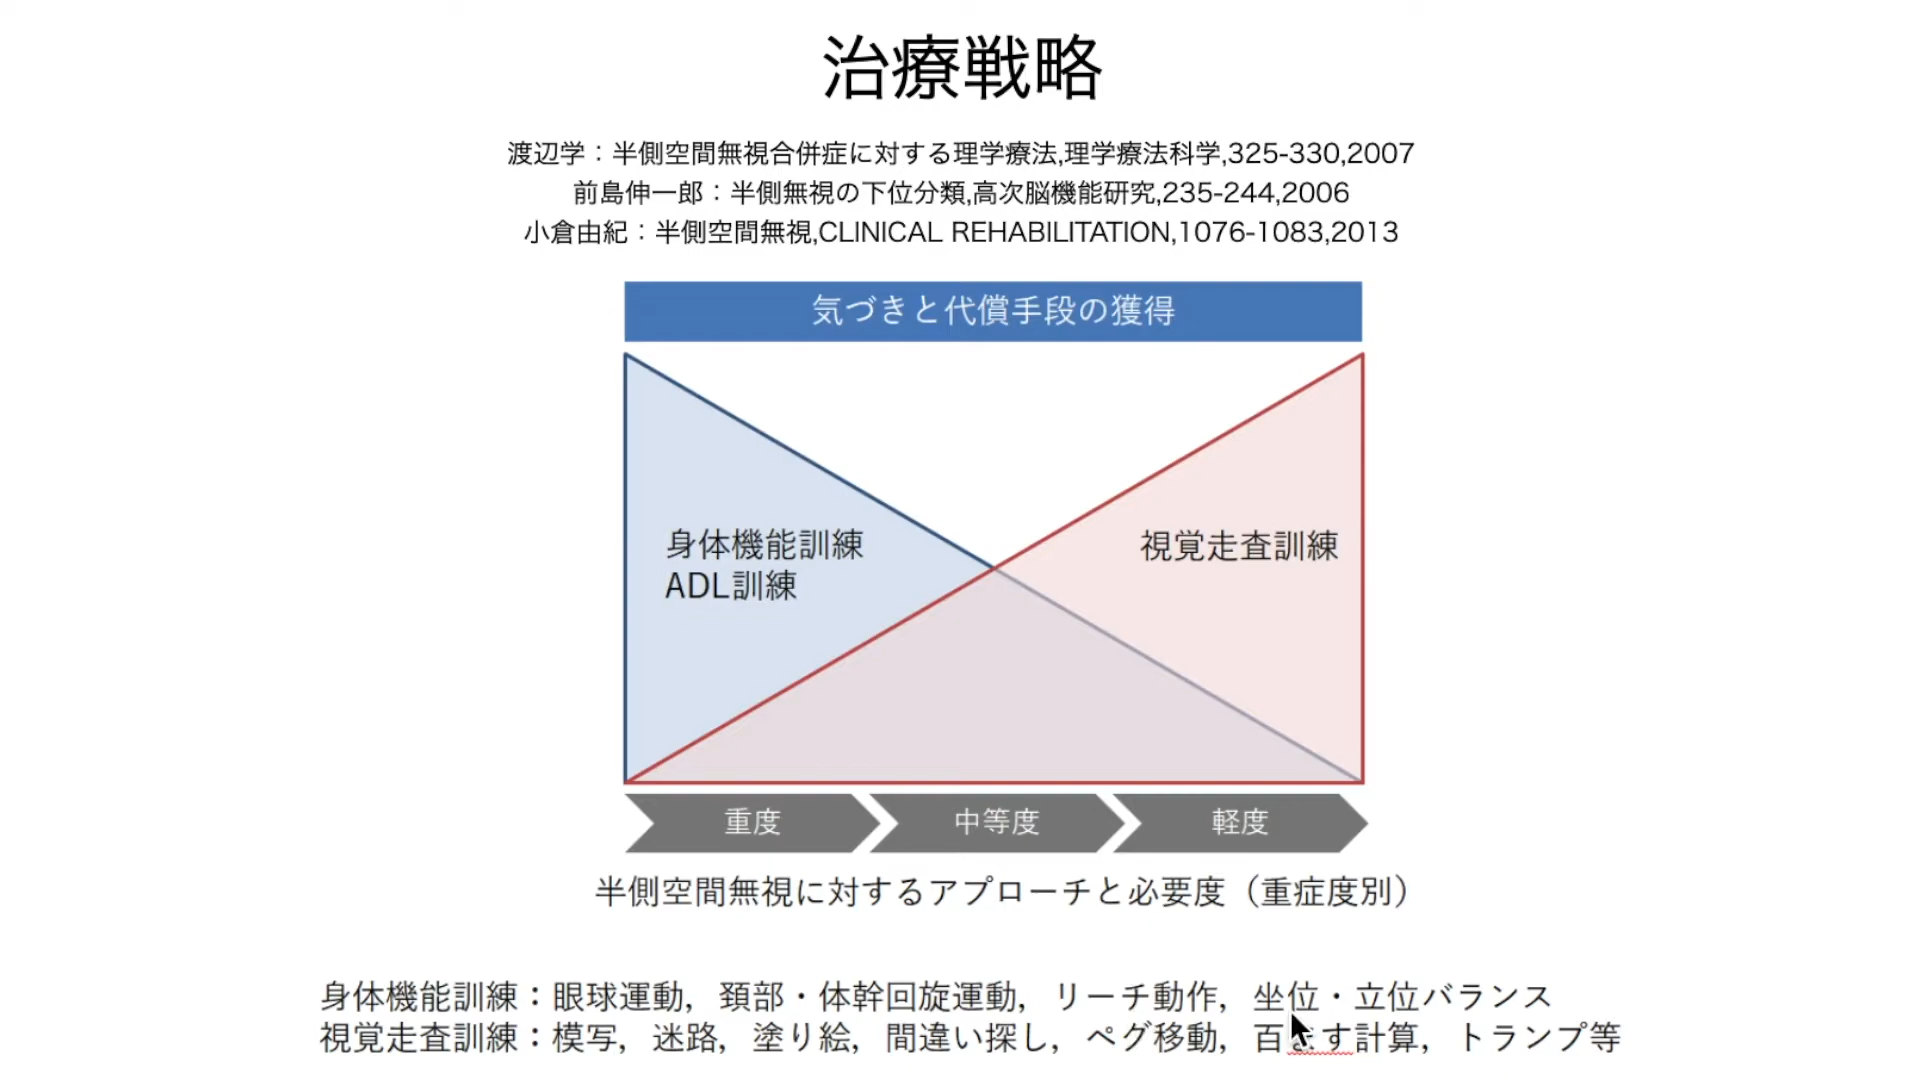 治療戦略
渡辺学：半側空間無視合併症に対する理学療法,理学療法科学,325-330,2007
前島伸一郎：半側無視の下位分類,高次脳機能研究,235-244,2006
小倉由紀：半側空間無視,CLINICAL REHABILITATION,1076-1083,2013
気づきと代償手段の獲得
身体機能訓練
ADL訓練
視覚走査訓練
重度
中等度
軽度
半側空間無視に対するアプローチと必要度（重症度別）
身体機能訓練：眼球運動，頚部・体幹回旋運動，リーチ動作，坐位・立位バランス
視覚走査訓練：模写，迷路，塗り絵，間違い探し，ペグ移動，百ます計算，トランプ等